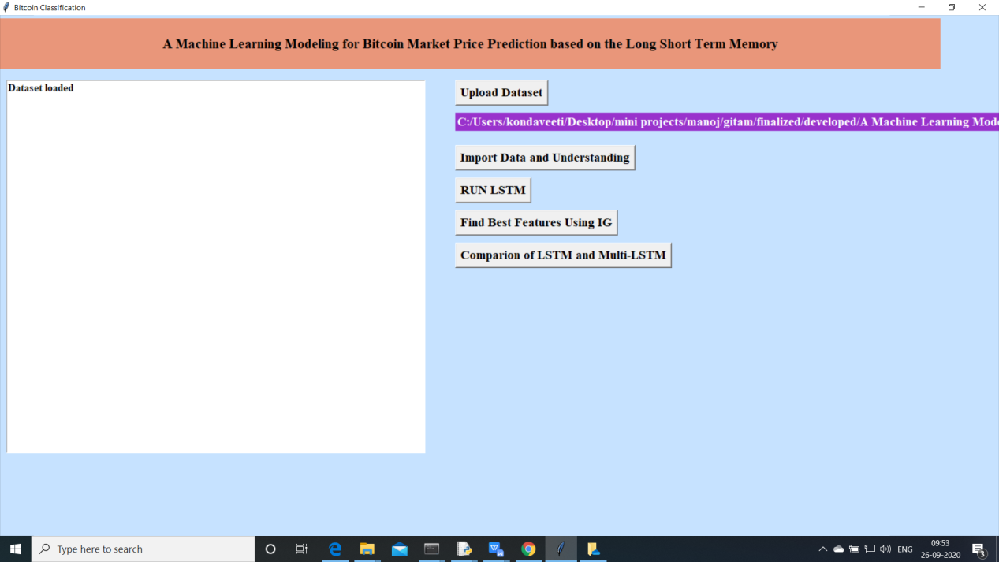 Bitcoin Classification
A Machine Learning Modeling for Bitcoin Market Price Prediction based on the Long Short Term Memory
Dataset loaded
Upload Dataset
C:/Users/kondaveeti/Desktop/mini projects/manoj/gitam/finalized/developed/A Machine Learning Mode
Import Data and Understanding
RUN LSTM
Find Best Features Using IG
Comparion of LSTM and Multi-LSTM
Type here to search
ENG
09:53
26-09-2020
3